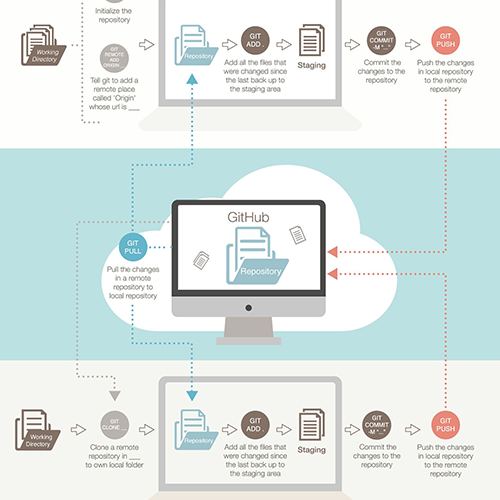 Initialize the
repository
Working
Directory
GIT
REMOTE
ADD
ORIGIN...
Tell git to add a
remote place
called 'Origin'
whose url is ___
Repository
GIT
ADD .
Add all the files that
were changed since
the last back up to
the staging area
Staging
GIT
COMMIT
-M "..."
Commit the
changes to the
repository
GIT
PUSH
Push the changes
in local repository
to the remote
repository
GitHub
Repository
GIT
PULL
Pull the changes
in a remote
repository to
local repository
Working
Directory
GIT
CLONE ...
Clone a remote
repository in ___
to own local folder
Repository
GIT
ADD .
Add all the files that
were changed since
the last back up to
the staging area
Staging
GIT
COMMIT
-M "..."
Commit the
changes to the
repository
GIT
PUSH
Push the changes
in local repository
to the remote
repository